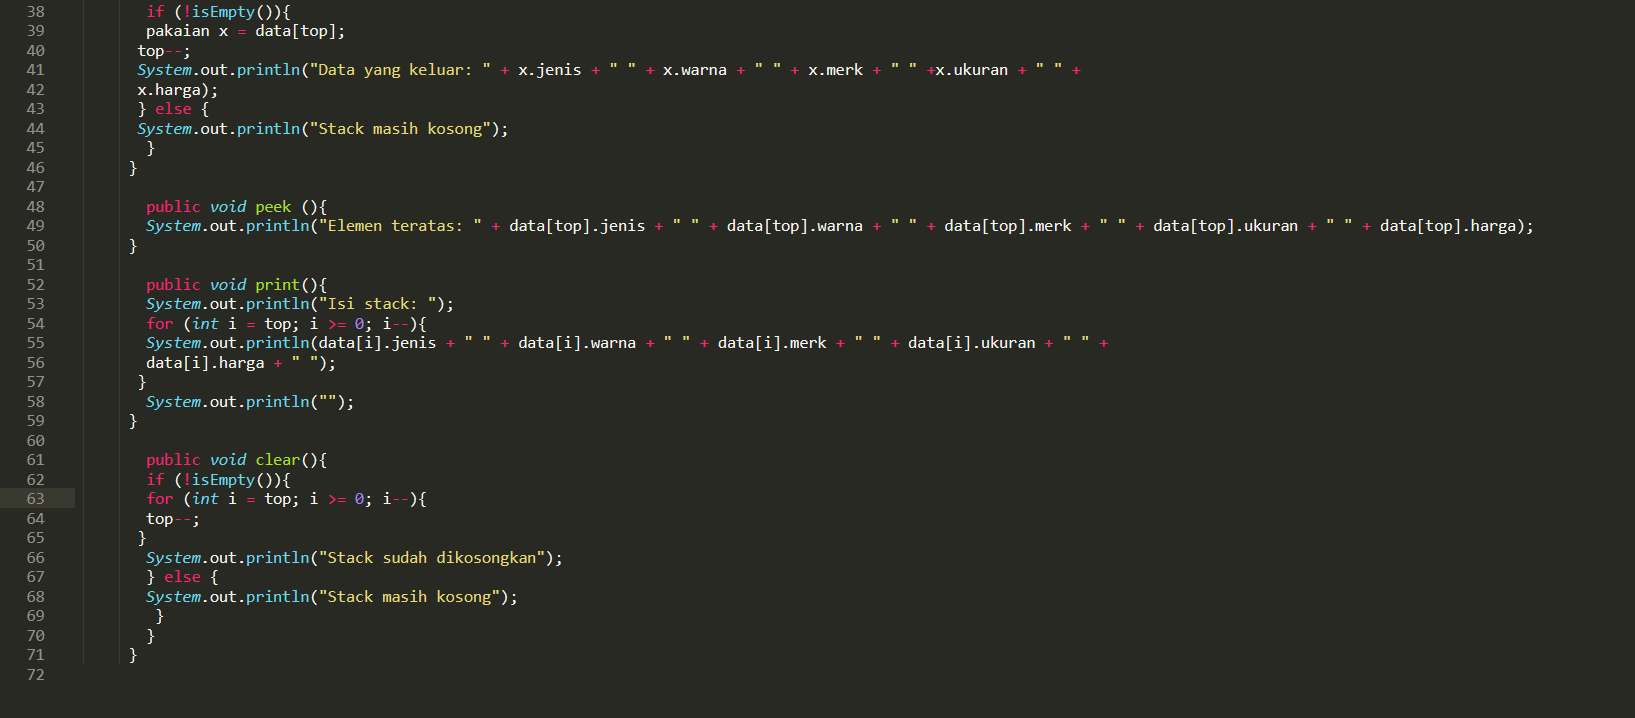 38 if (!isEmpty()){
39 pakaian x = data[top];
40 top--;
41 System.out.println("Data yang keluar: " + x.jenis + " " + x.warna + " " + x.merk + " " +x.ukuran + " " +
42 x.harga);
43 } else {
44 System.out.println("Stack masih kosong");
45 }
46 }
47
48 public void peek (){
49 System.out.println("Elemen teratas: " + data[top].jenis + " " + data[top].warna + " " + data[top].merk + " " + data[top].ukuran + " " + data[top].harga);
50 }
51
52 public void print(){
53 System.out.println("Isi stack: ");
54 for (int i = top; i >= 0; i--){
55 System.out.println(data[i].jenis + " " + data[i].warna + " " + data[i].merk + " " + data[i].ukuran + " " +
56 data[i].harga + " ");
57 }
58 System.out.println("");
59 }
60
61 public void clear(){
62 if (!isEmpty()){
63 for (int i = top; i >= 0; i--){
64 top--;
65 }
66 System.out.println("Stack sudah dikosongkan");
67 } else {
68 System.out.println("Stack masih kosong");
69 }
70 }
71 }
72